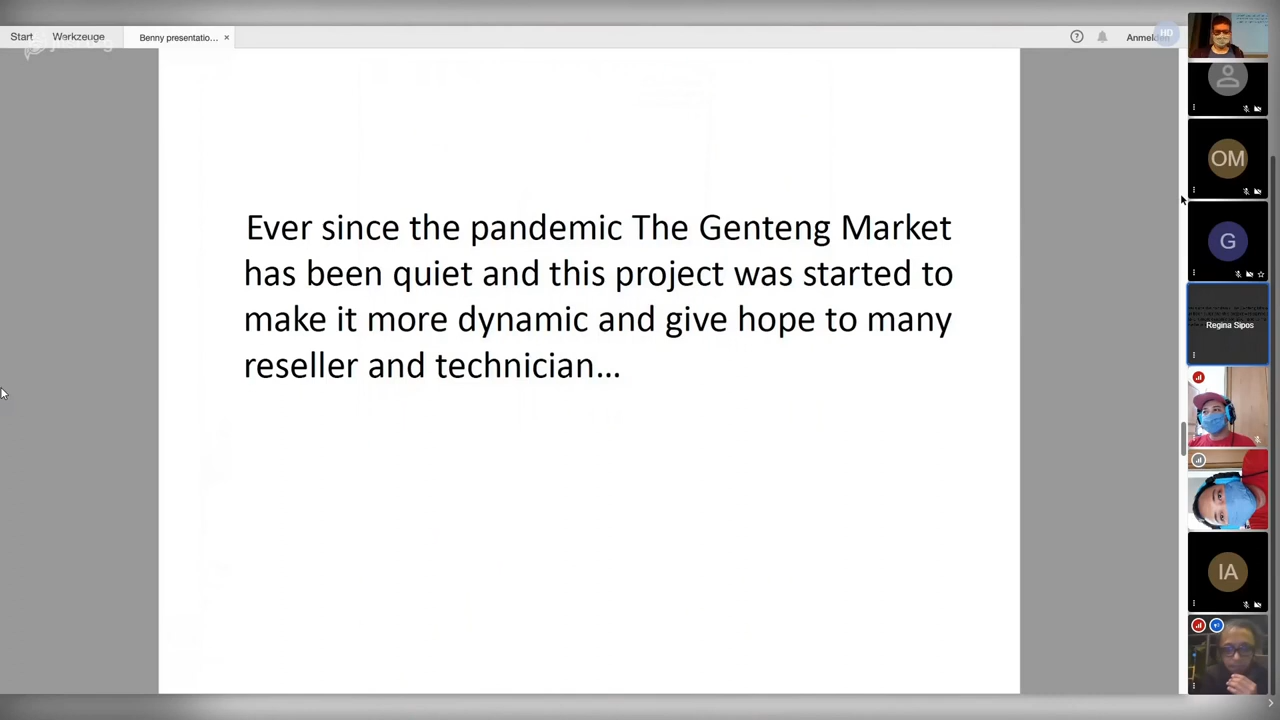 Start
Werkzeuge
Benny presentatio... ×
?
HD
Ever since the pandemic The Genteng Market
has been quiet and this project was started to
make it more dynamic and give hope to many
reseller and technician...
OM
G
Regina Sipos
IA